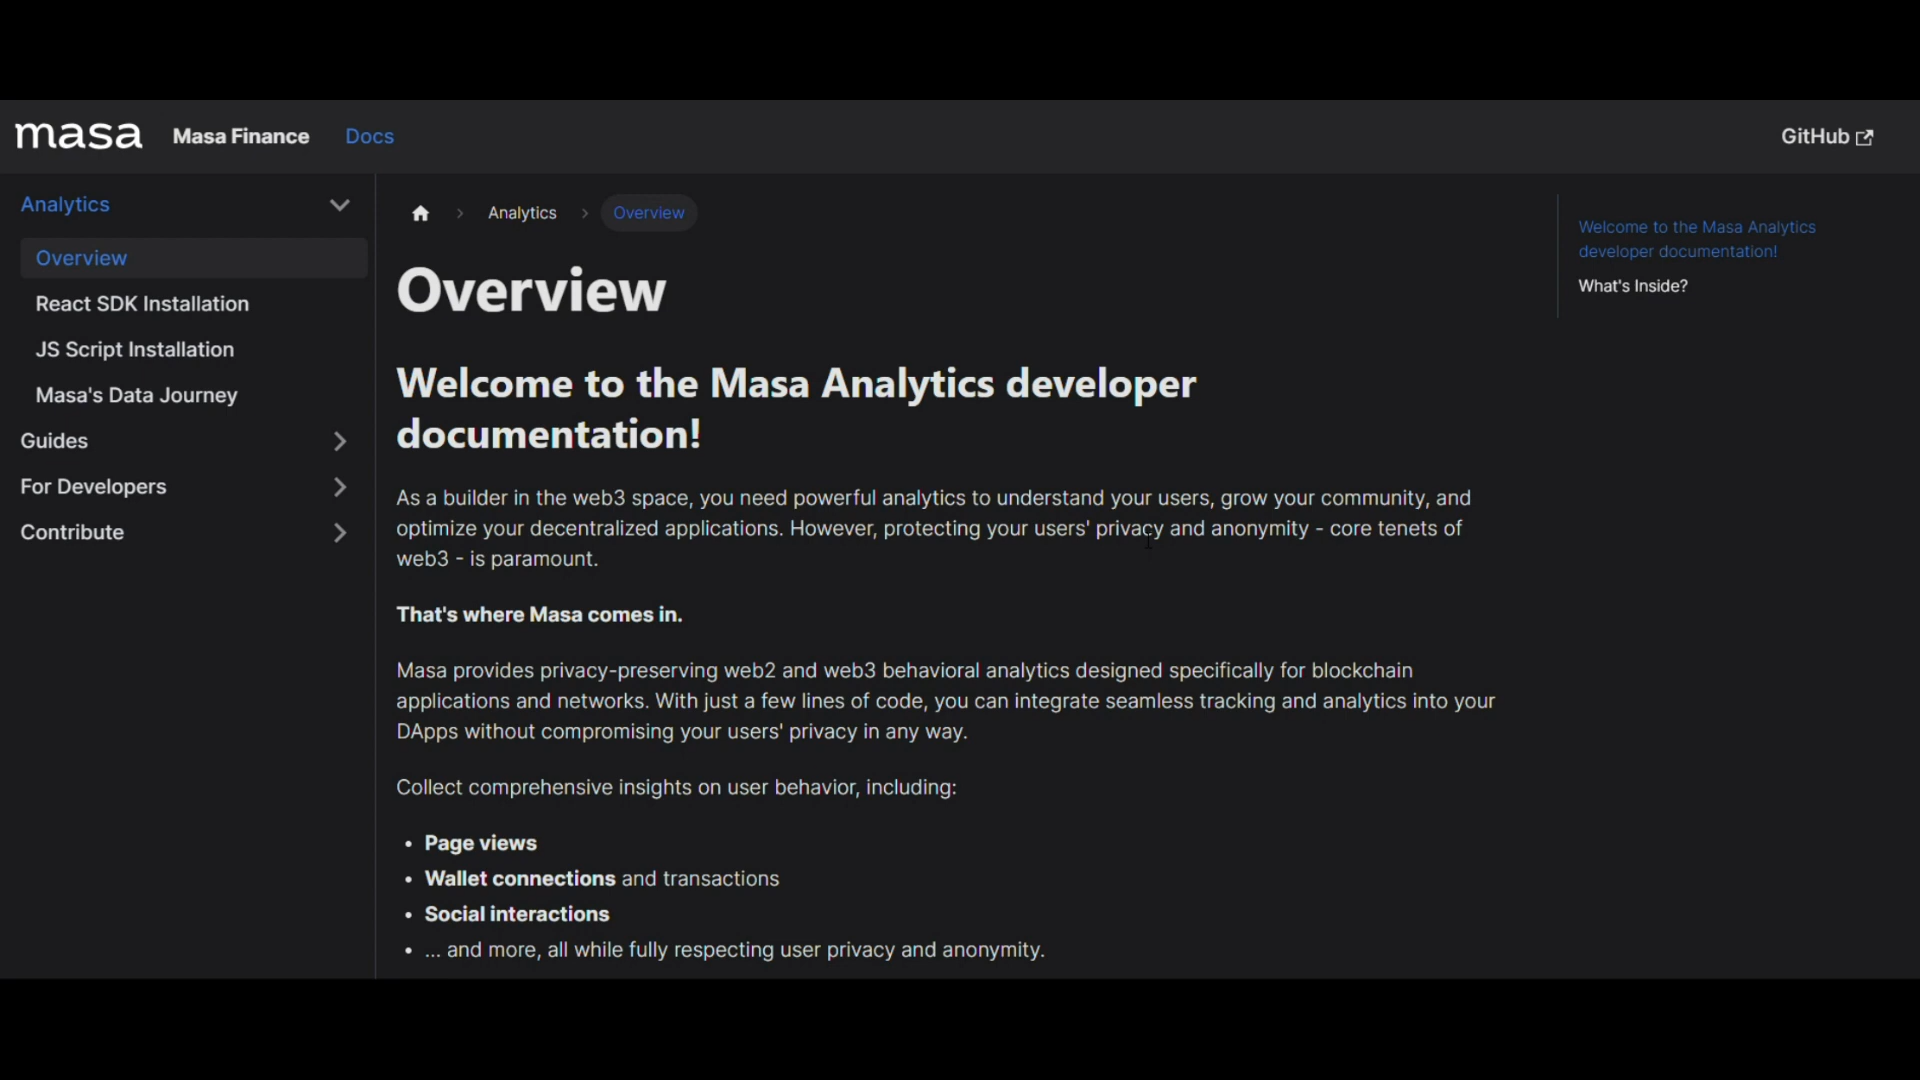 masa Masa Finance Docs GitHub
Analytics
Overview
React SDK Installation
JS Script Installation
Masa's Data Journey
Guides
For Developers
Contribute
Analytics Overview
Overview
Welcome to the Masa Analytics developer
documentation!
As a builder in the web3 space, you need powerful analytics to understand your users, grow your community, and
optimize your decentralized applications. However, protecting your users' privacy and anonymity - core tenets of
web3 - is paramount.
That's where Masa comes in.
Masa provides privacy-preserving web2 and web3 behavioral analytics designed specifically for blockchain
applications and networks. With just a few lines of code, you can integrate seamless tracking and analytics into your
DApps without compromising your users' privacy in any way.
Collect comprehensive insights on user behavior, including:
• Page views
• Wallet connections and transactions
• Social interactions
• ... and more, all while fully respecting user privacy and anonymity.
Welcome to the Masa Analytics
developer documentation!
What's Inside?